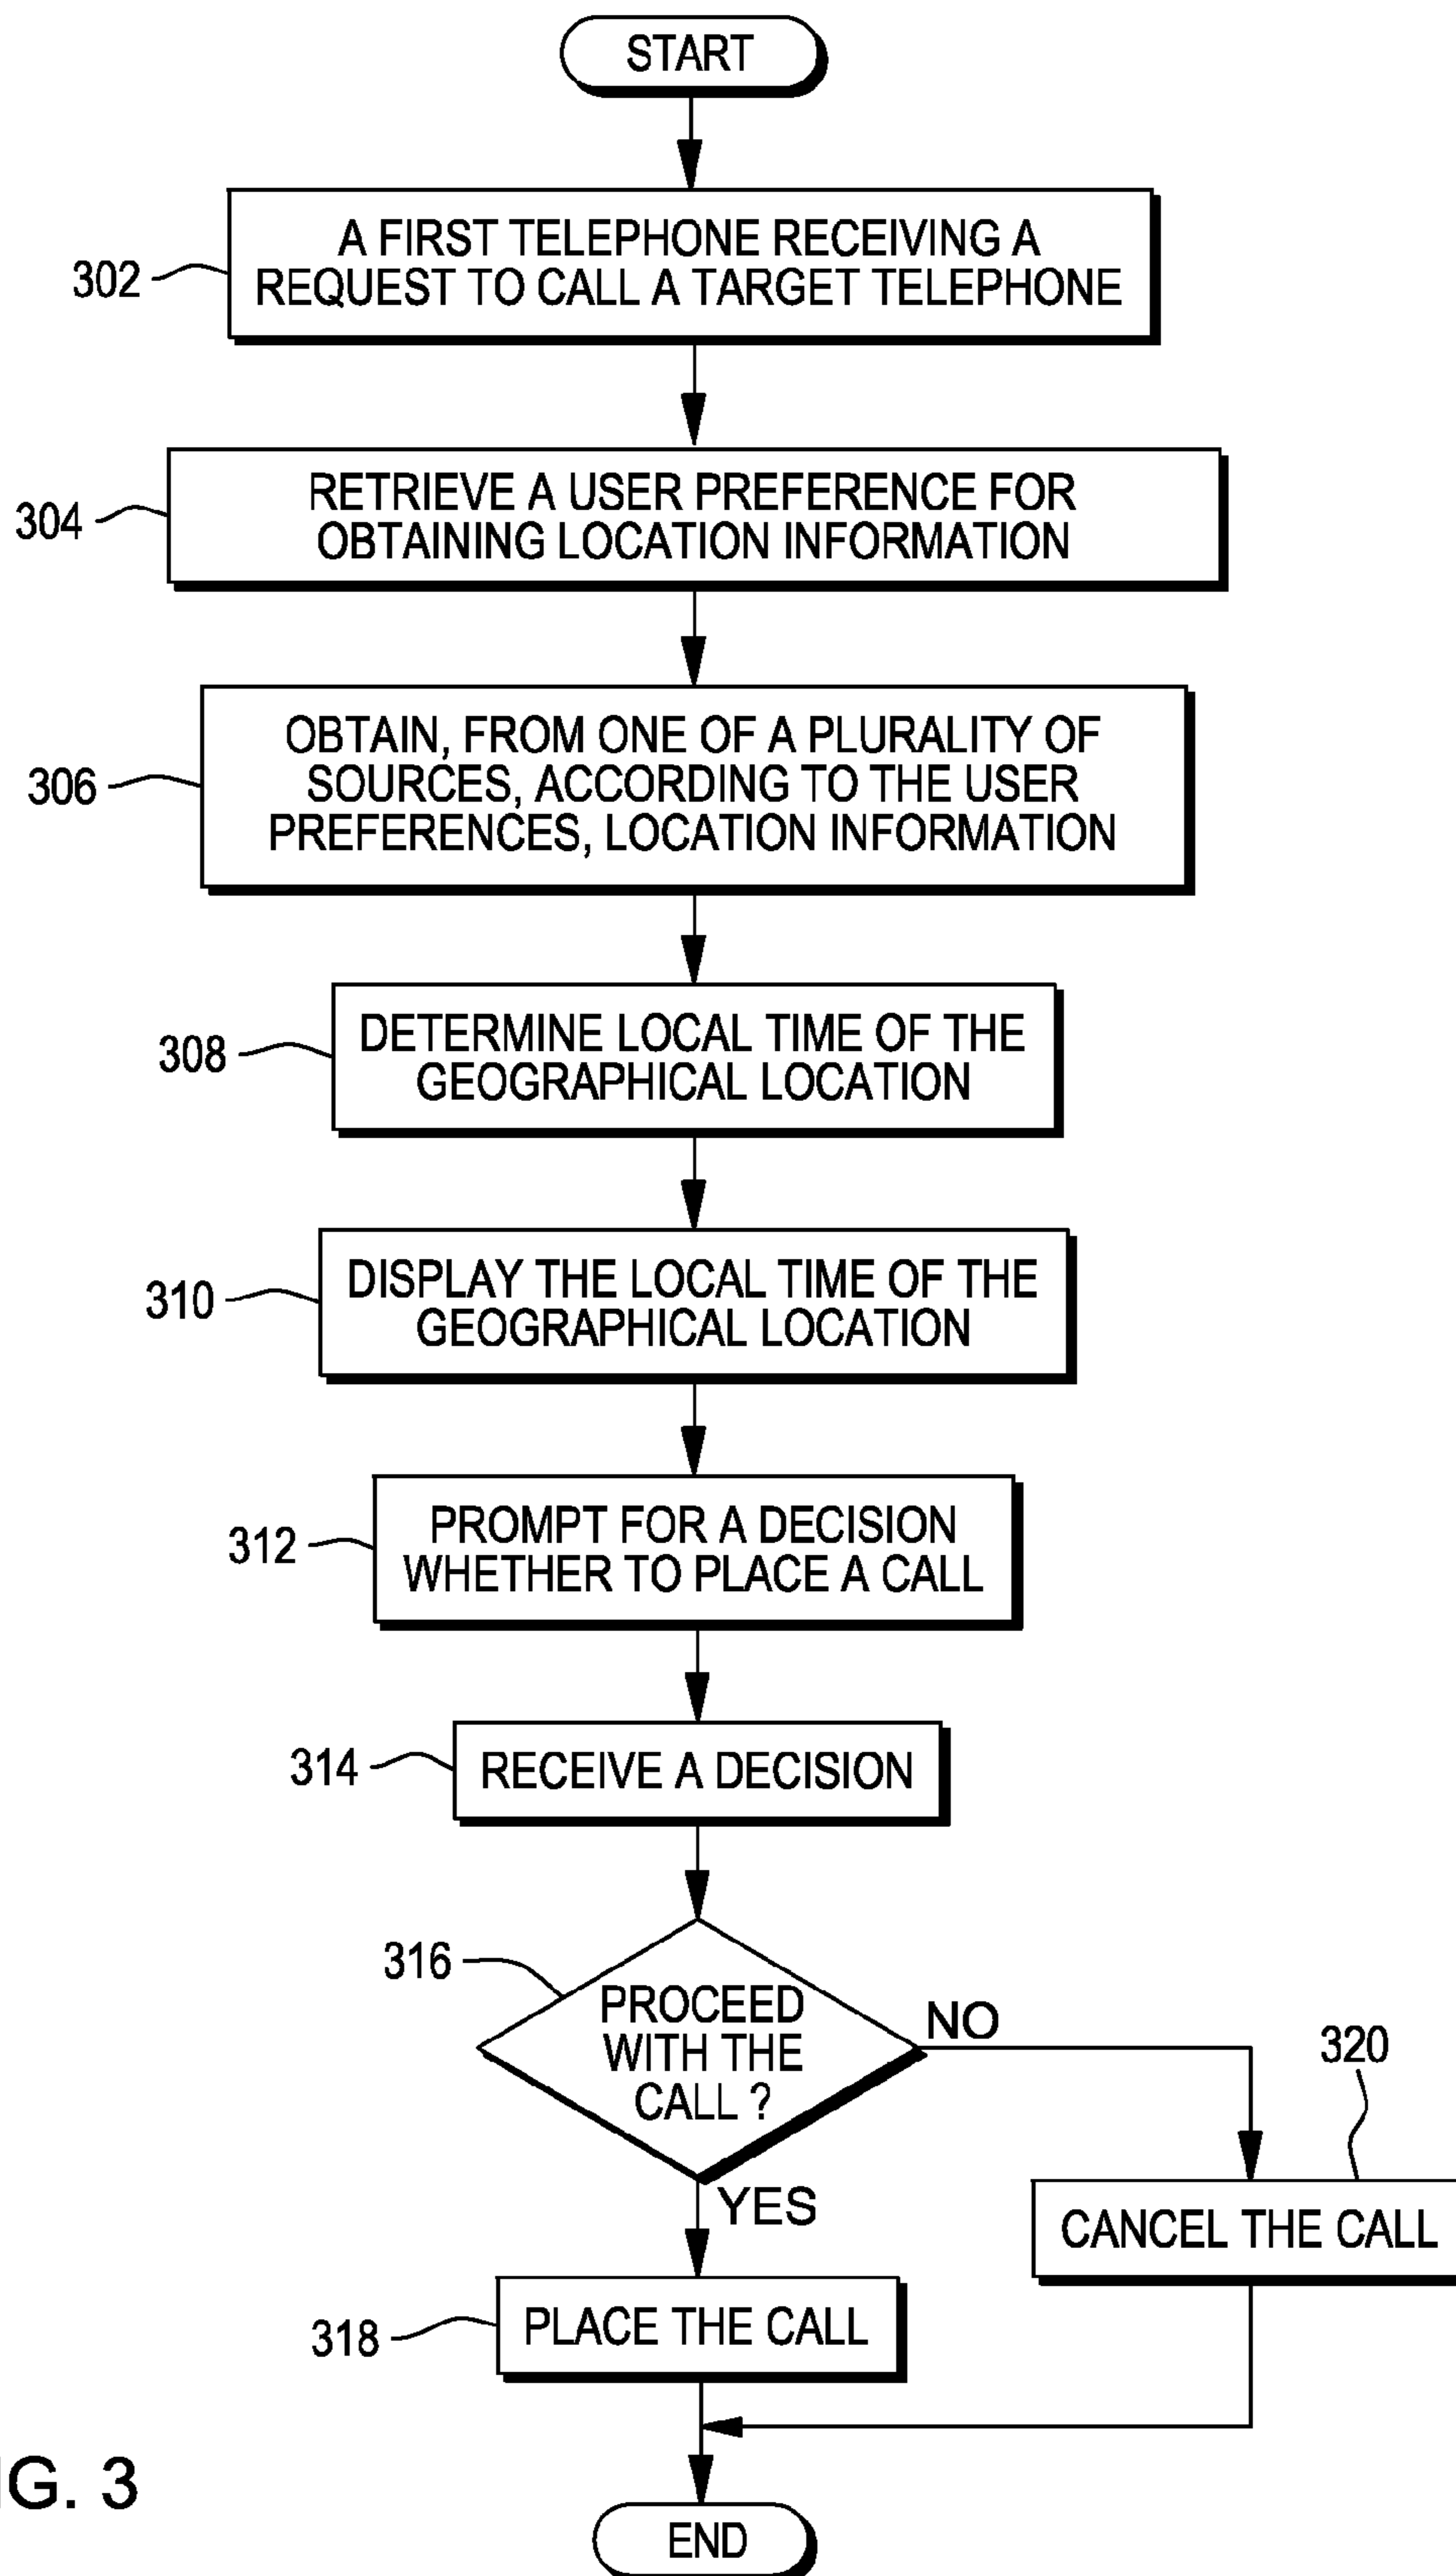 START
302
A FIRST TELEPHONE RECEIVING A
REQUEST TO CALL A TARGET TELEPHONE
304
RETRIEVE A USER PREFERENCE FOR
OBTAINING LOCATION INFORMATION
306
OBTAIN, FROM ONE OF A PLURALITY OF
SOURCES, ACCORDING TO THE USER
PREFERENCES, LOCATION INFORMATION
308
DETERMINE LOCAL TIME OF THE
GEOGRAPHICAL LOCATION
310
DISPLAY THE LOCAL TIME OF THE
GEOGRAPHICAL LOCATION
312
PROMPT FOR A DECISION
WHETHER TO PLACE A CALL
314
RECEIVE A DECISION
316
PROCEED
WITH THE
CALL ?
NO
320
YES
CANCEL THE CALL
318
PLACE THE CALL
IG. 3
END